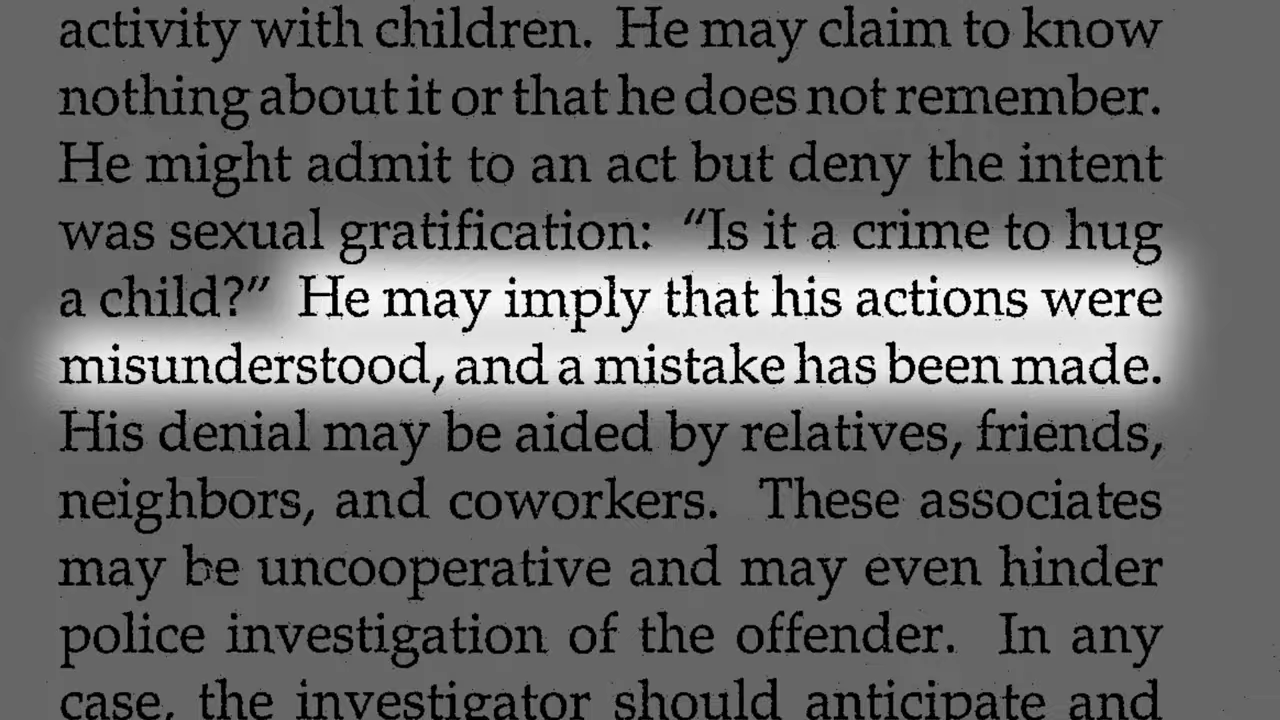 activity with children. He may claim to know
nothing about it or that he does not remember.
He might admit to an act but deny the intent
was sexual gratification: "Is it a crime to hug
a child?" He may imply that his actions were
misunderstood, and a mistake has been made.
His denial may be aided by relatives, friends,
neighbors, and coworkers. These associates
may be uncooperative and may even hinder
police investigation of the offender. In any
case, the investigator should anticipate and